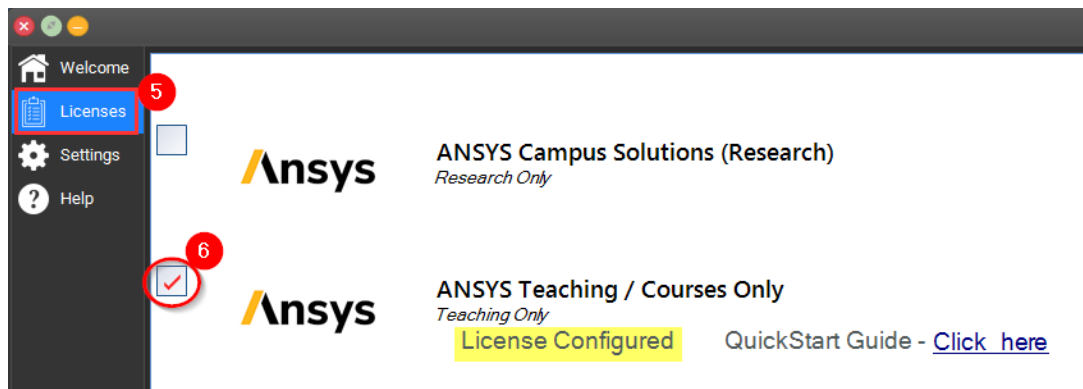 Welcome
5
Licenses
Settings
Help
Ansys
ANSYS Campus Solutions (Research)
Research Only
6
Ansys
ANSYS Teaching / Courses Only
Teaching Only
License Configured QuickStart Guide - Click here